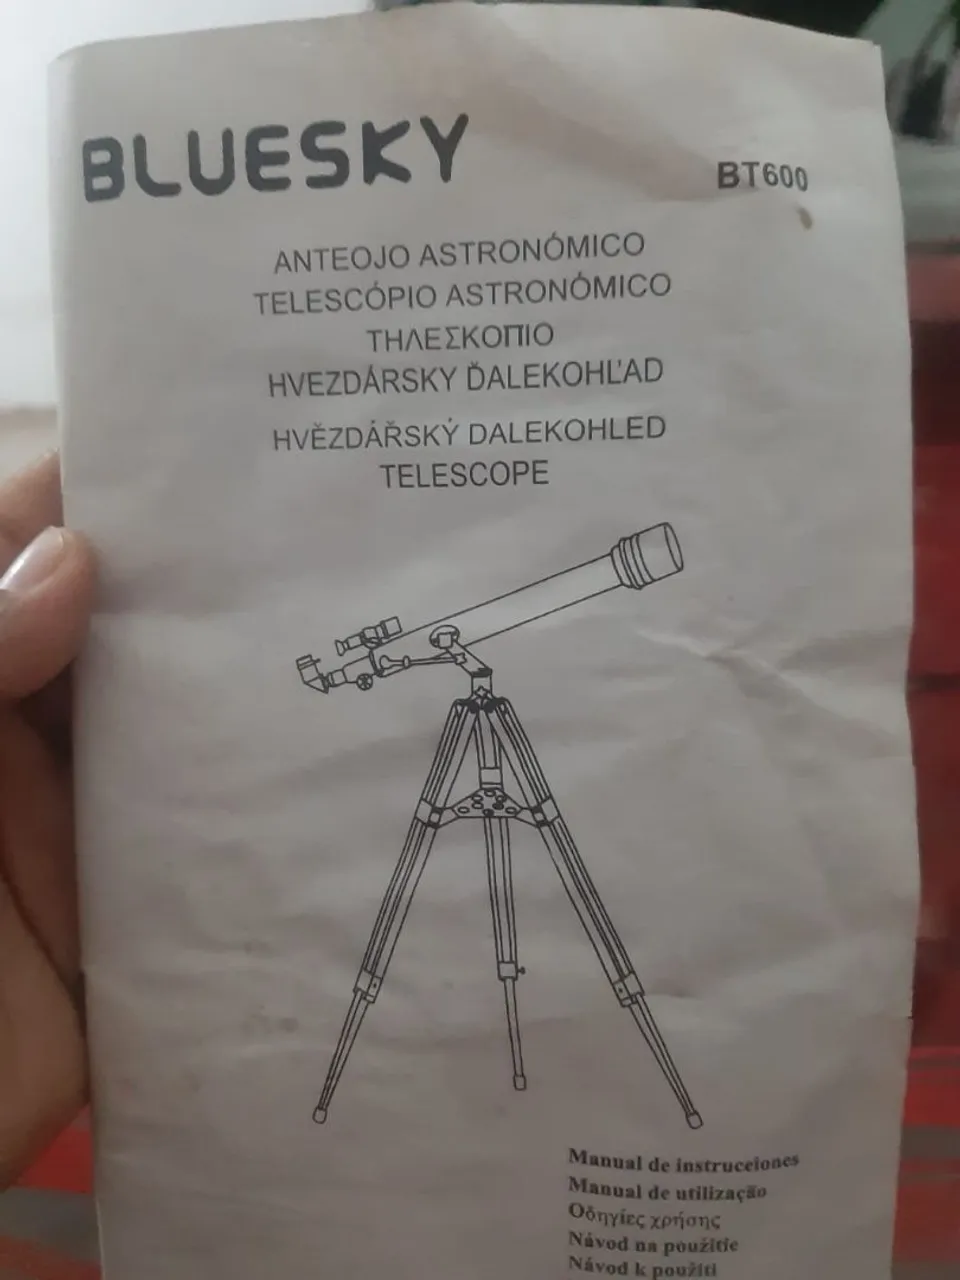 BLUESKY
BT600
ANTEOJO ASTRONÓMICO
TELESCÓPIO ASTRONÓMICO
ΤΗΛΕΣΚΟΠΙΟ
HVEZDÁRSKY ĎALEKOHĽAD
HVĚZDÁŘSKÝ DALEKOHLED
TELESCOPE
Manual de instrucciones
Manual de utilização
Οδηγίες χρήσης
Návod na použitie
Návod k použití